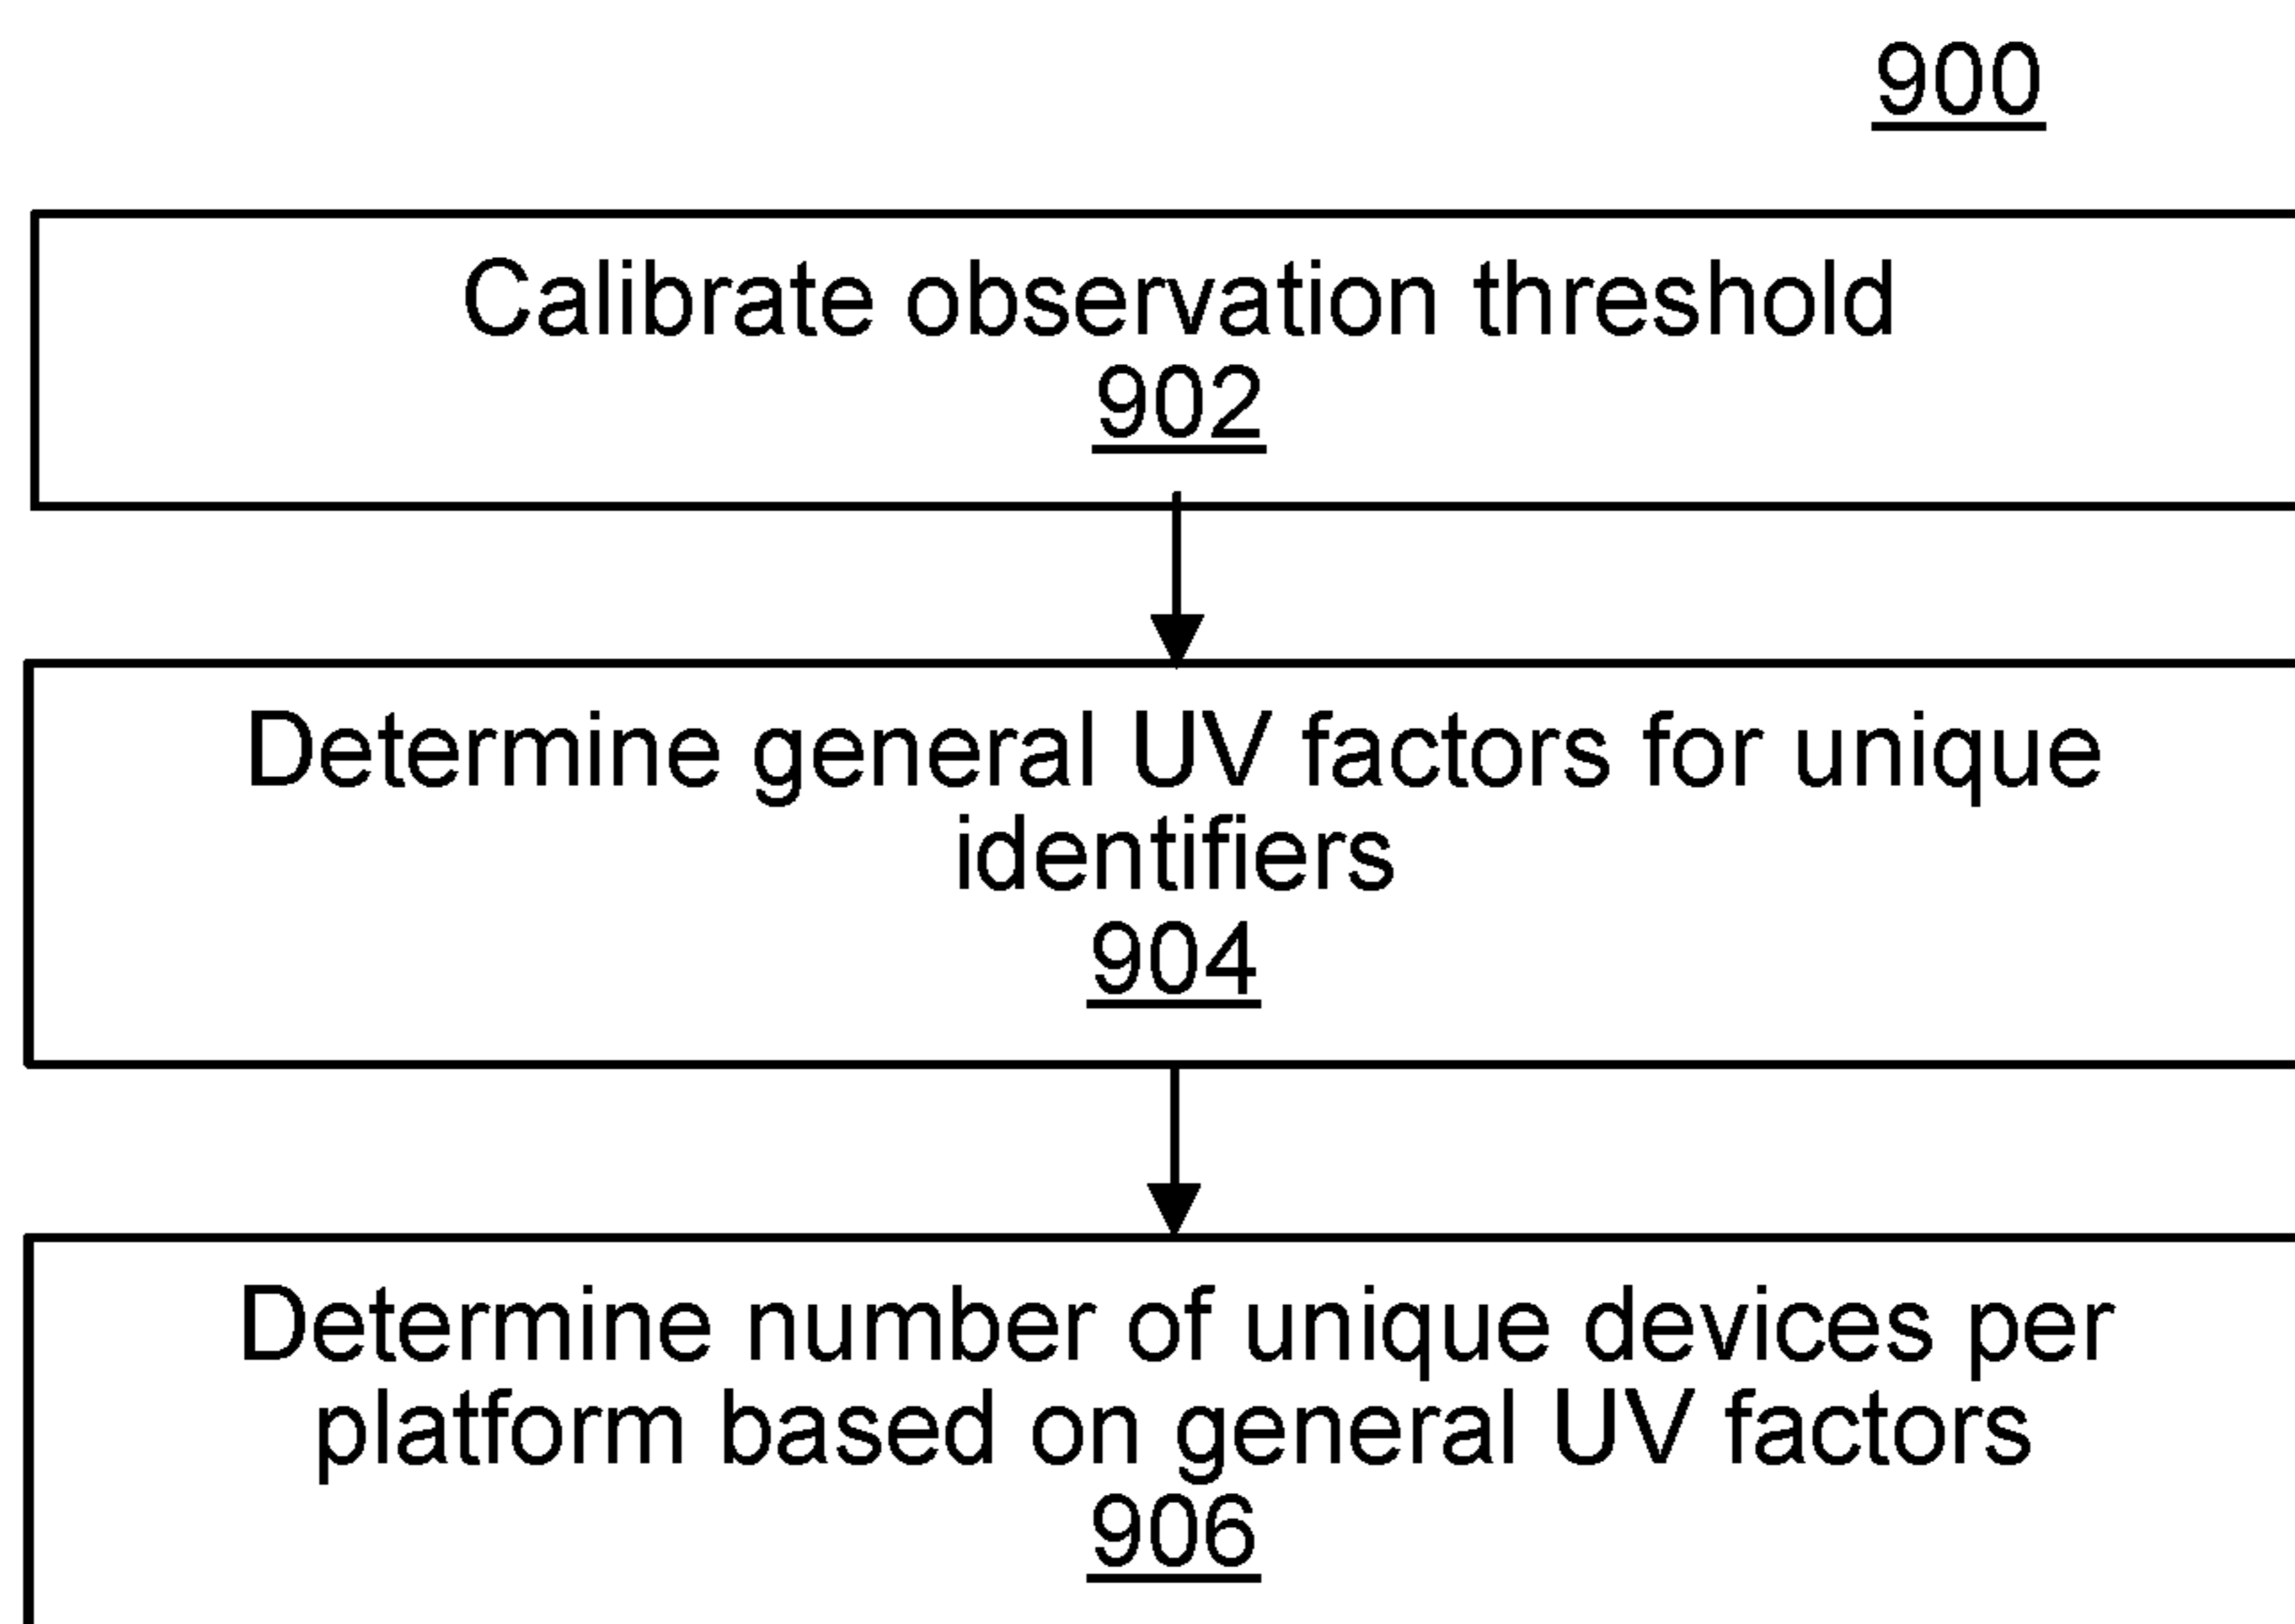 900
Calibrate observation threshold
902
Determine general UV factors for unique
identifiers
904
Determine number of unique devices per
platform based on general UV factors
906